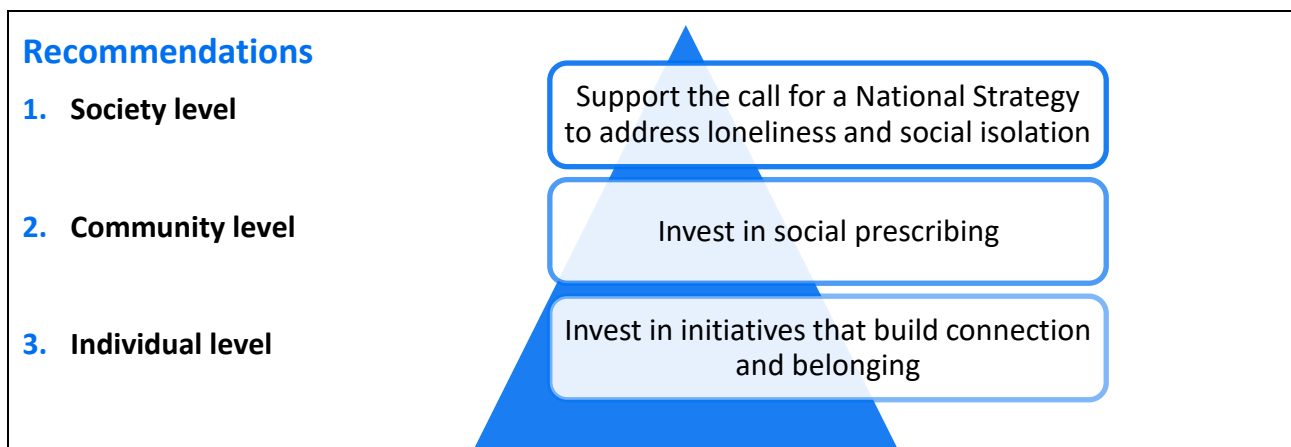 Recommendations
1. Society level
Support the call for a National Strategy
to address loneliness and social isolation
2. Community level
Invest in social prescribing
3. Individual level
Invest in initiatives that build connection
and belonging